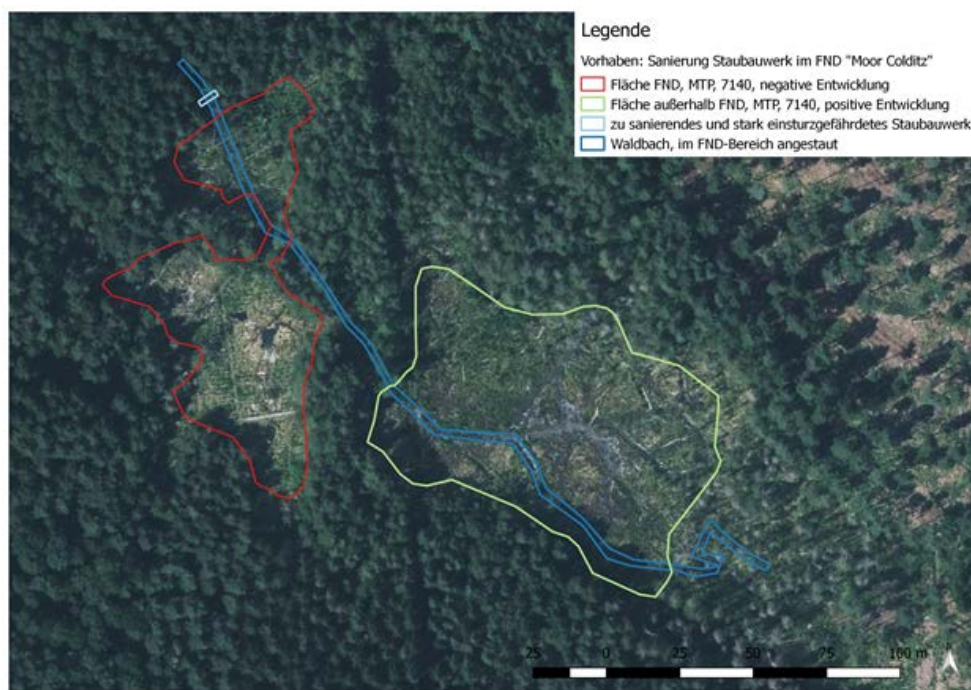 Legende
Vorhaben: Sanierung Staubauwerk im FND "Moor Colditz"
Fläche FND, MTP, 7140, negative Entwicklung
Fläche außerhalb FND, MTP, 7140, positive Entwicklung
zu sanierendes und stark einsturzgefährdetes Staubauwerk
Waldbach, im FND-Bereich angestaut
25 0 25 50 75 100 m